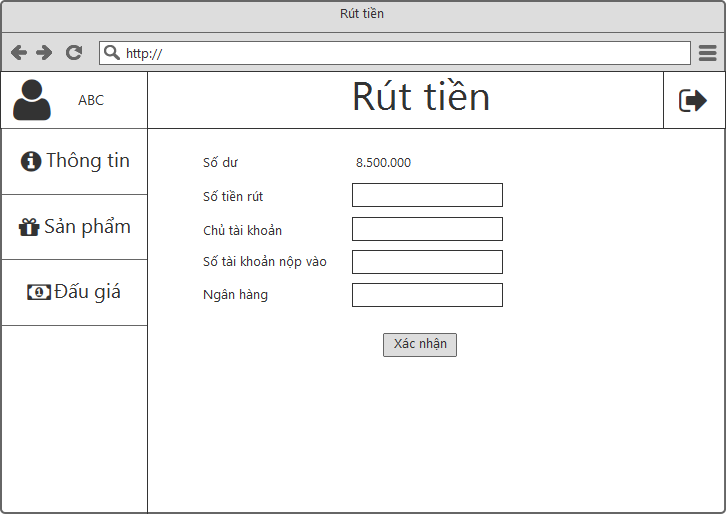 Rút tiền
http://
ABC
Rút tiền
Thông tin
Sản phẩm
Đấu giá
Số dư 8.500.000
Số tiền rút
Chủ tài khoản
Số tài khoản nộp vào
Ngân hàng
Xác nhận